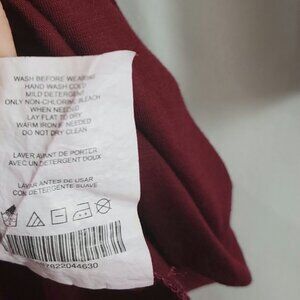 WASH BEFORE WEARING
HAND WASH COLD
MILD DETERGENT
ONLY NON-CHLORINE BLEACH
WHEN NEEDED
LAY FLAT TO DRY
WARM IRON IF NEEDED
DO NOT DRY CLEAN
LAVER AVANT DE PORTER
AVEC UN DETERGENT DOUX
LAVAR ANTES DE USAR
CON DETERGENTE SUAVE
7822044630